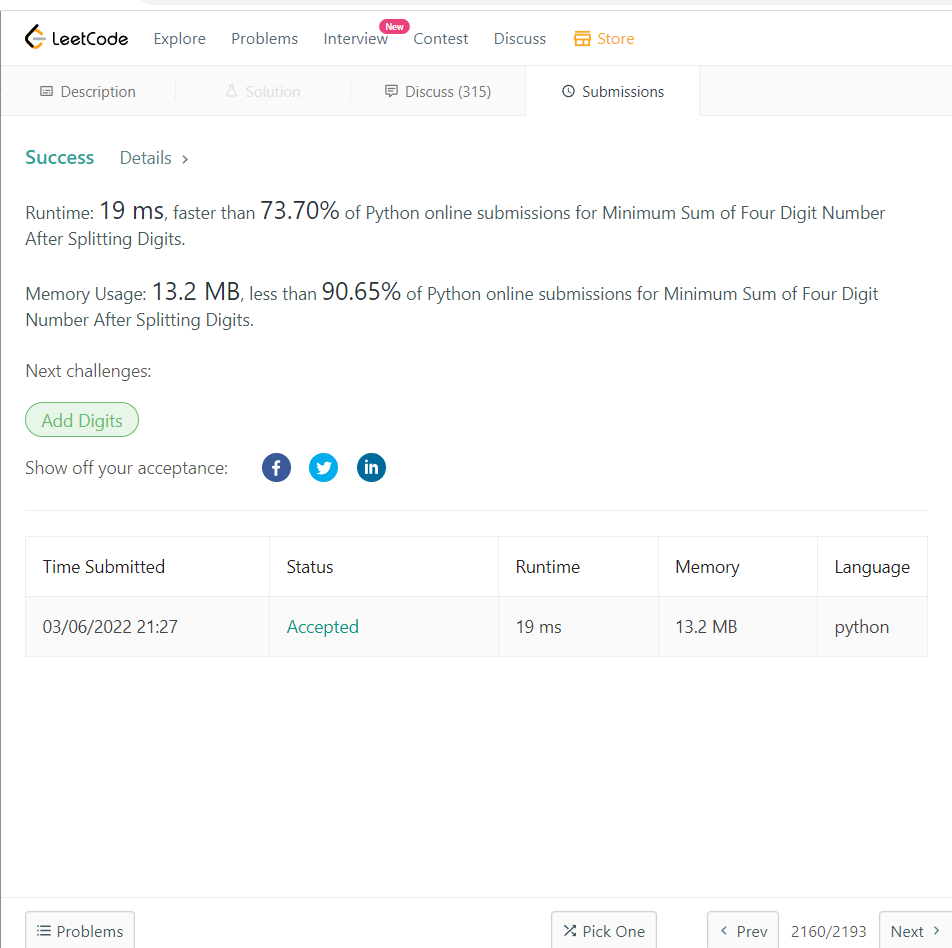 LeetCode Explore Problems Interview New Contest Discuss Store
Description Solution Discuss (315) Submissions
Success Details >
Runtime: 19 ms, faster than 73.70% of Python online submissions for Minimum Sum of Four Digit Number
After Splitting Digits.
Memory Usage: 13.2 MB, less than 90.65% of Python online submissions for Minimum Sum of Four Digit
Number After Splitting Digits.
Next challenges:
Add Digits
Show off your acceptance: f in
Time Submitted Status Runtime Memory Language
03/06/2022 21:27 Accepted 19 ms 13.2 MB python
Problems Pick One < Prev 2160/2193 Next >